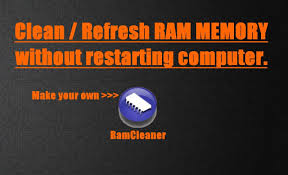 Clean / Refresh RAM MEMORY
without restarting computer.
Make your own >>>
RamCleaner